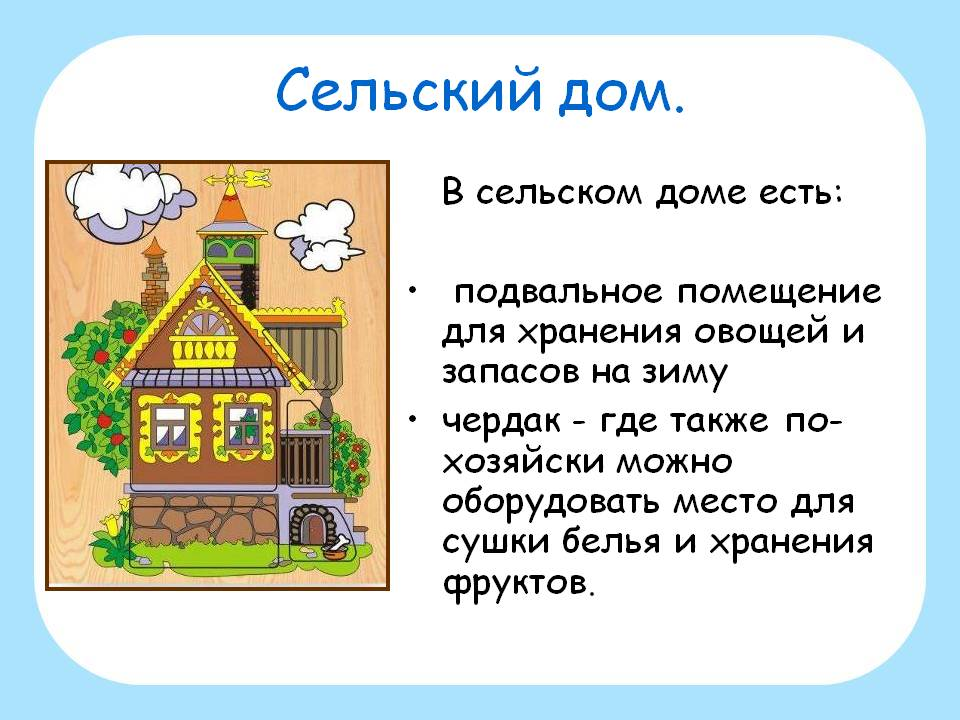 Сельский дом.
В сельском доме есть:
• подвальное помещение
для хранения овощей и
запасов на зиму
• чердак - где также по-
хозяйски можно
оборудовать место для
сушки белья и хранения
фруктов.